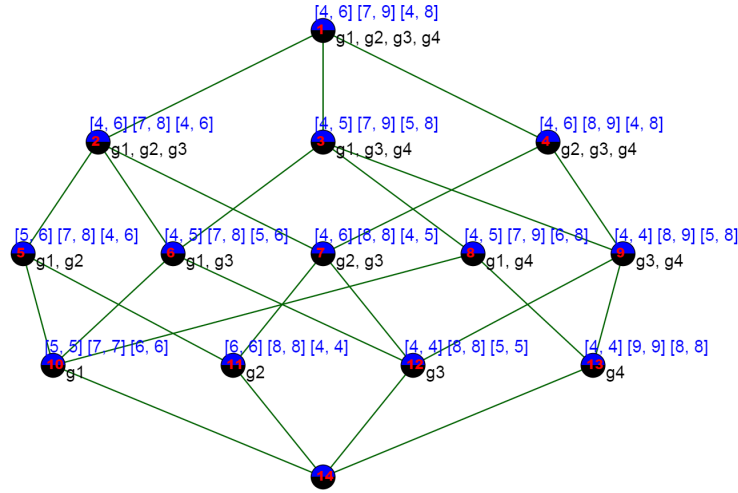 [4, 6] [7, 9] [4, 8]
1
g1, g2, g3, g4
[4, 6] [7, 8] [4, 6]
2
g1, g2, g3
[4, 5] [7, 9] [5, 8]
3
g1, g3, g4
[4, 6] [8, 9] [4, 8]
4
g2, g3, g4
[5, 6] [7, 8] [4, 6]
5
g1, g2
[4, 5] [7, 8] [5, 6]
6
g1, g3
[4, 6] [8, 8] [4, 5]
7
g2, g3
[4, 5] [7, 9] [6, 8]
8
g1, g4
[4, 4] [8, 9] [5, 8]
9
g3, g4
[5, 5] [7, 7] [6, 6]
10
g1
[6, 6] [8, 8] [4, 4]
11
g2
[4, 4] [8, 8] [5, 5]
12
g3
[4, 4] [9, 9] [8, 8]
13
g4
14